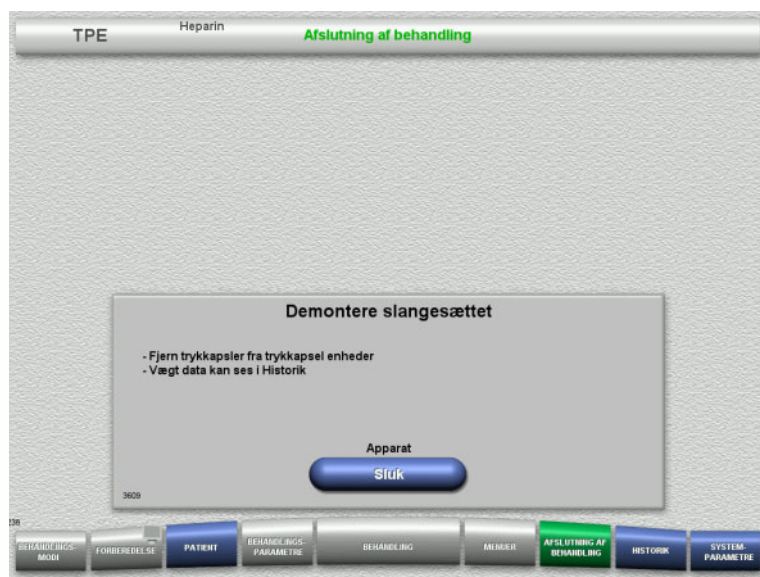 TPE
Heparin
Afslutning af behandling
Demontere slangesættet
- Fjern trykkapsler fra trykkapsel enheder
- Vægt data kan ses i Historik
Apparat
Sluk
3609
BEHANDLINGS-
MODI
FORBEREDELSE
PATIENT
BEHANDLINGS-
PARAMETRE
BEHANDLING
MENUER
AFSLUTNING AF
BEHANDLING
HISTORIK
SYSTEM-
PARAMETRE